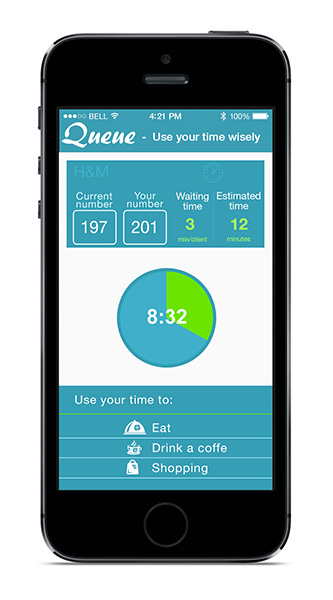 BELL 4:21 PM 100%
Queue - Use your time wisely
H&M
Current number Your number Waiting time Estimated time
197 201 3 12
min/client minutes
8:32
Use your time to:
Eat
Drink a coffe
Shopping